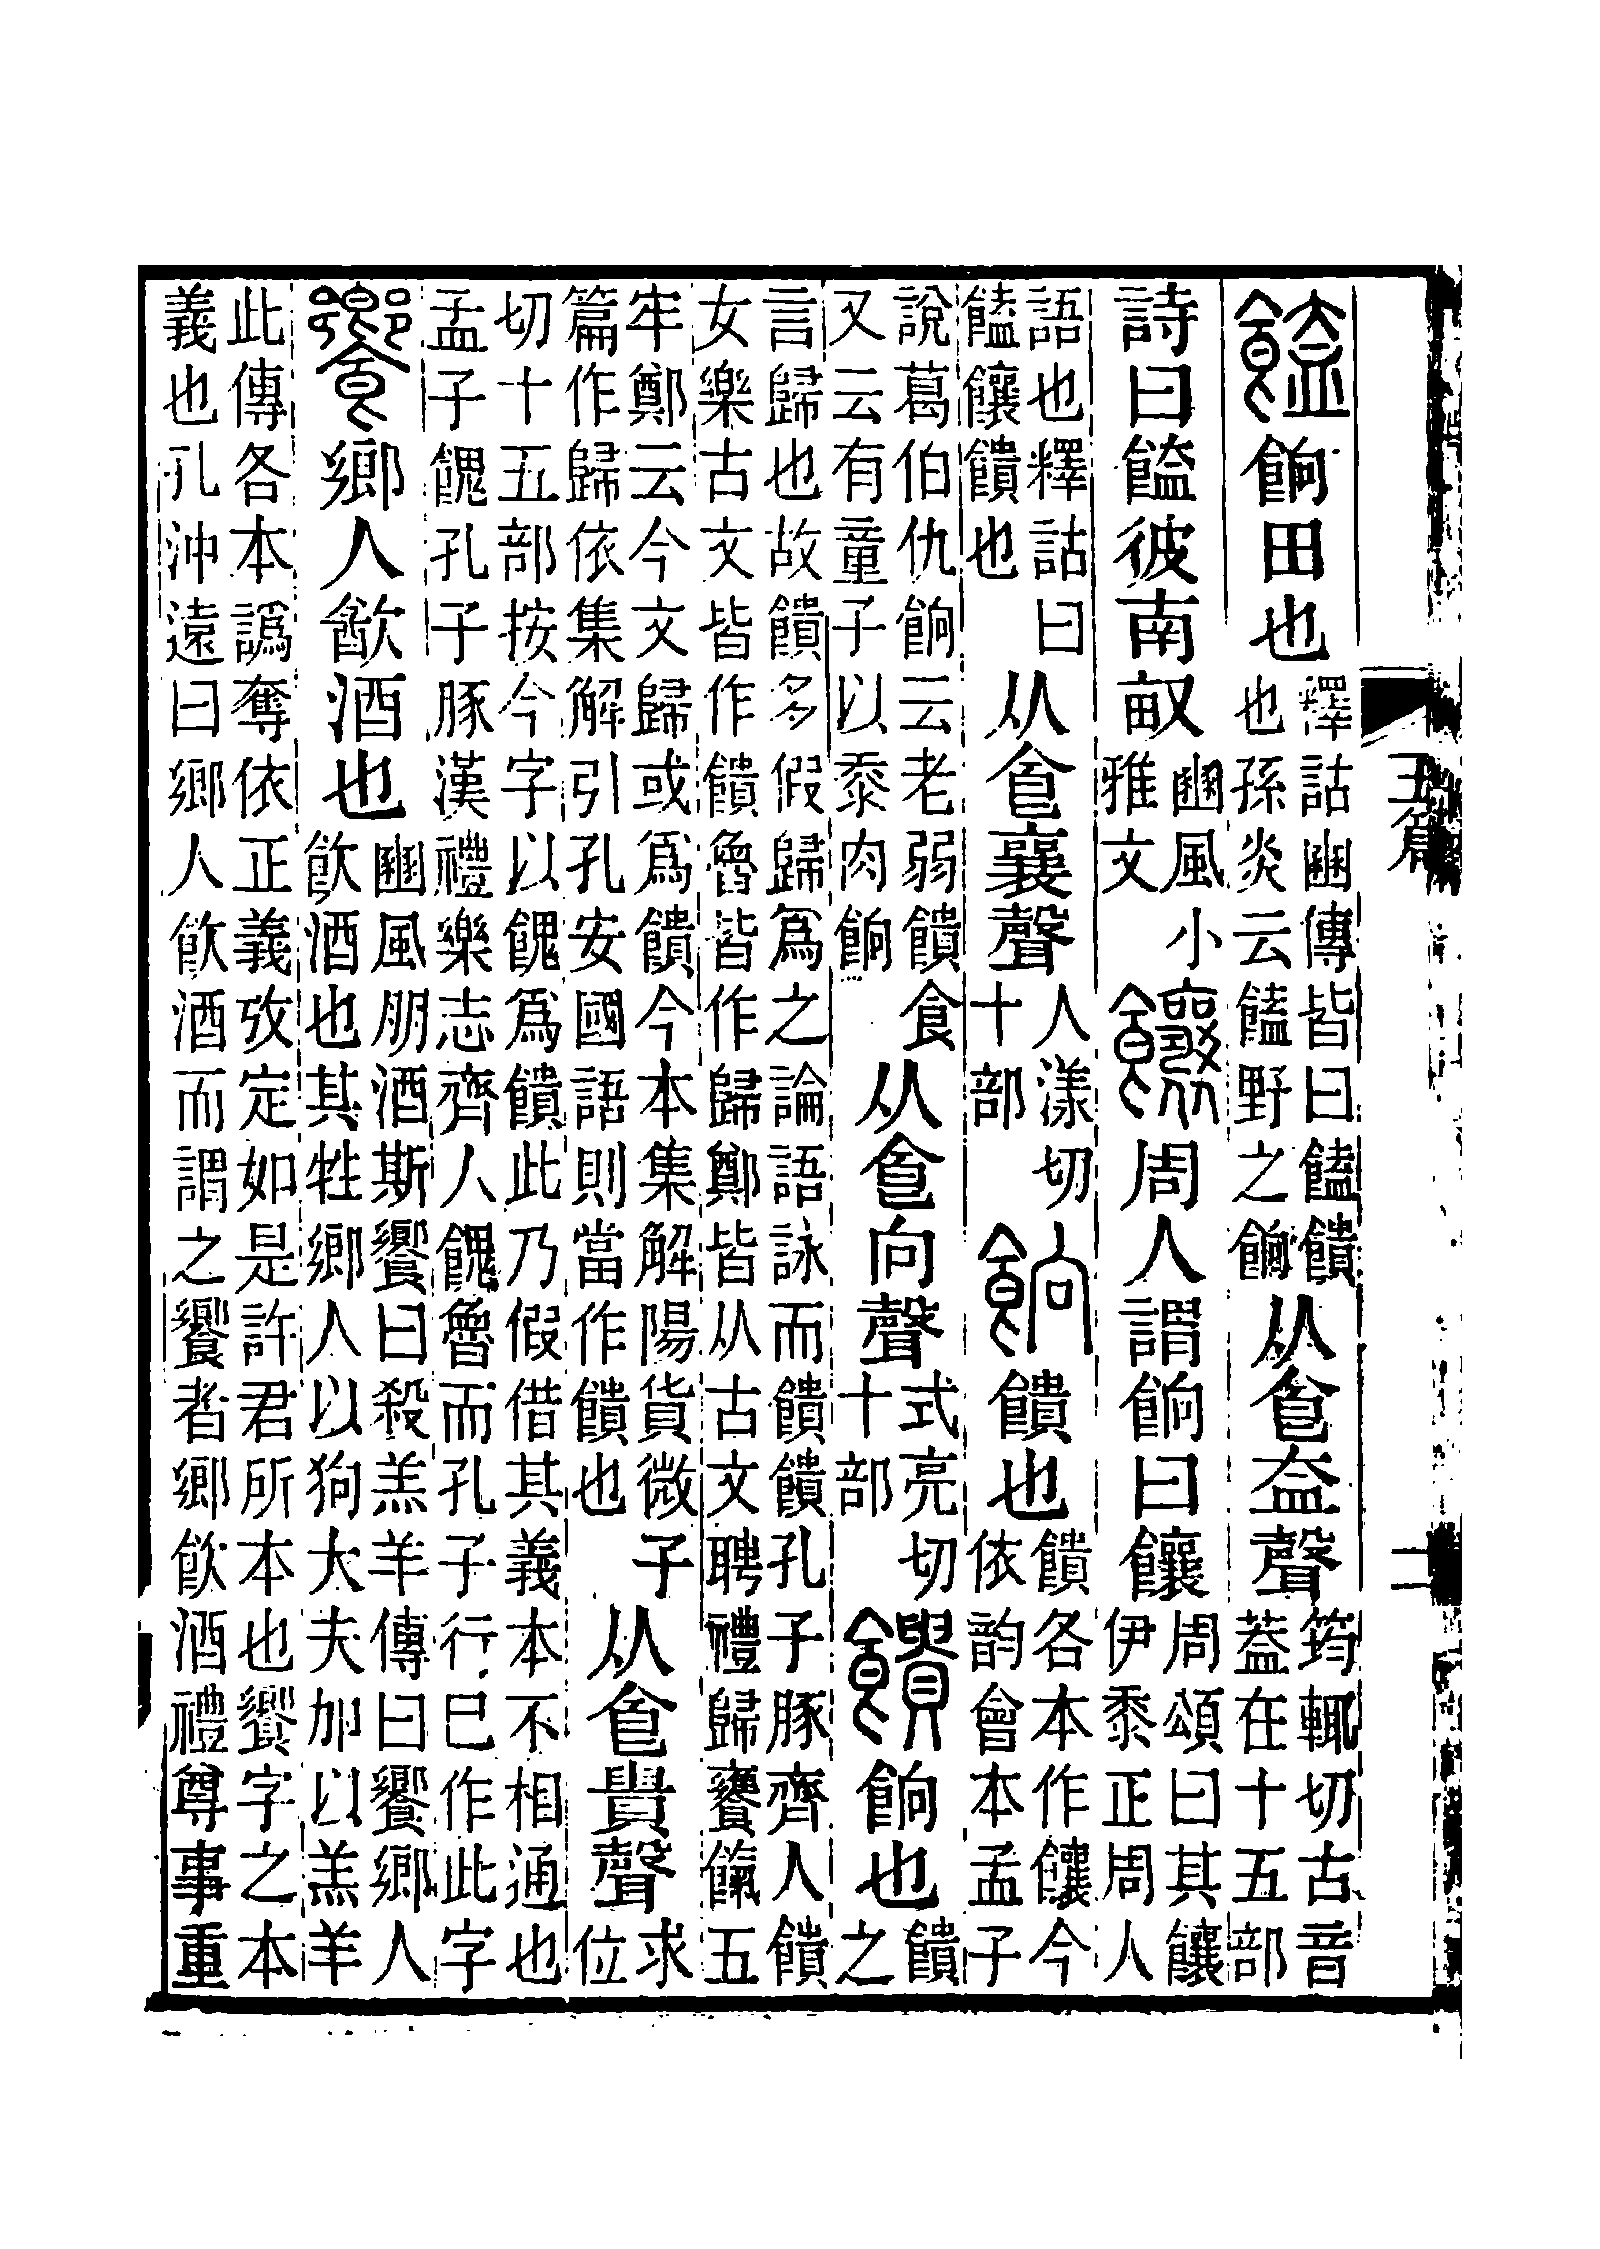 五篇下 二
饁餉田也釋詁豳傳皆曰饁饋也孫炎云饁野之餉从𠊊盍聲筠輒切古音葢在十五部
詩曰饁彼南畝豳風小雅文饟周人謂餉曰饟周頌曰其饟伊黍正周人
語也釋詁曰饁饟饋也从𠊊襄聲人漾切十部餉饋也饋各本作饟今依韵會本孟子
說葛伯仇餉云老弱饋食又云有童子以黍肉餉从𠊊向聲式亮切十部饋餉也饋之
言歸也故饋多假歸爲之論語詠而饋饋孔子豚齊人饋女樂古文皆作饋魯皆作歸鄭皆从古文聘禮歸饔餼五
牢鄭云今文歸或爲饋今本集解陽貨微子篇作歸依集解引孔安國語則當作饋也从𠊊貴聲求位
切十五部按今字以餽爲饋此乃假借其義本不相通也孟子餽孔子豚漢禮樂志齊人餽魯而孔子行巳作此字
饗鄉人歙酒也豳風朋酒斯饗曰殺羔羊傳曰饗鄉人飮酒也其牲鄉人以狗大夫加以羔羊
此傳各本譌奪依正義攷定如是許君所本也饗字之本義也孔沖遠曰鄉人飮酒而謂之饗者鄉飮酒禮尊事重